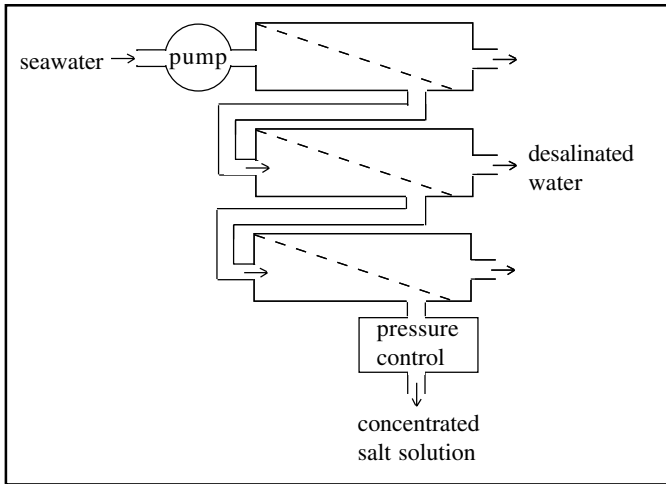 seawater
pump
desalinated
water
pressure
control
concentrated
salt solution